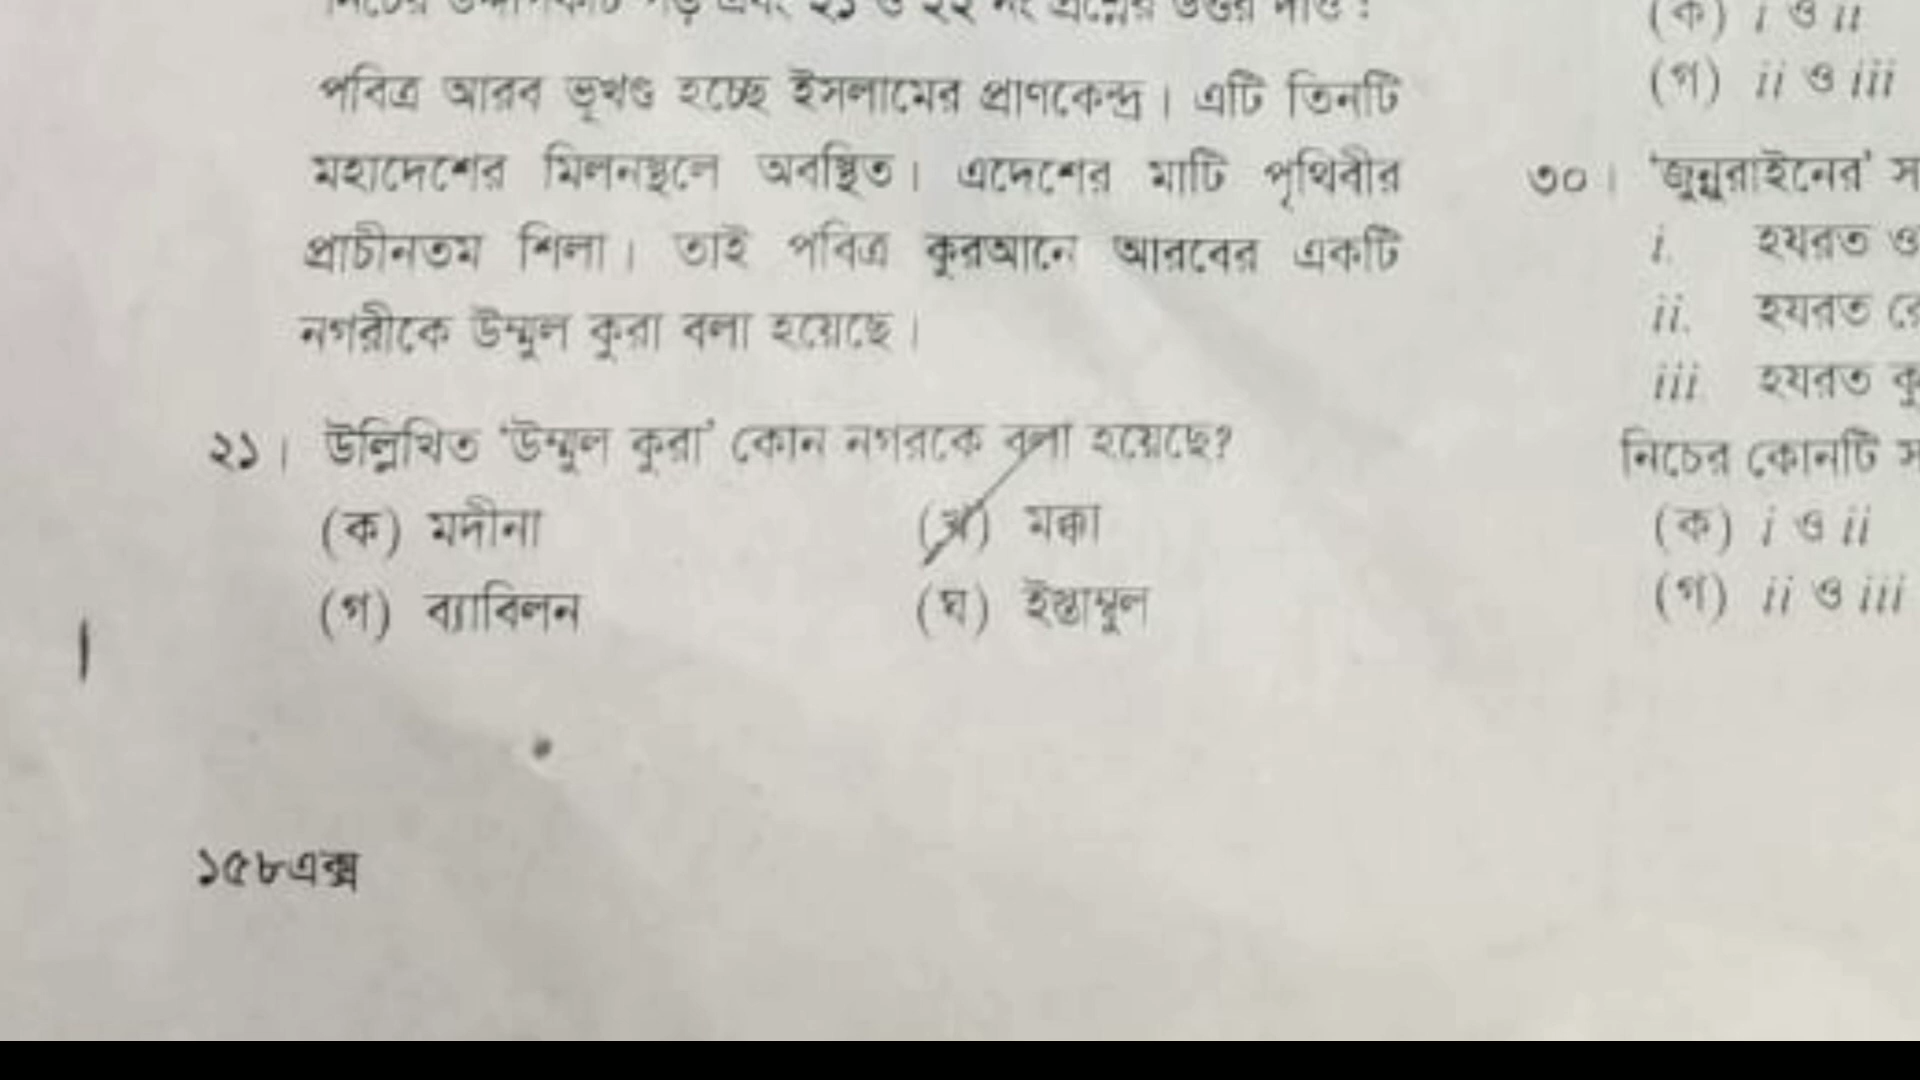 পবিত্র আরব ভূখণ্ড হচ্ছে ইসলামের প্রাণকেন্দ্র। এটি তিনটি
মহাদেশের মিলনস্থলে অবস্থিত। এদেশের মাটি পৃথিবীর
প্রাচীনতম শিলা। তাই পবিত্র কুরআনে আরবের একটি
নগরীকে উম্মুল কুরা বলা হয়েছে।
২১। উল্লিখিত 'উম্মুল কুরা' কোন নগরকে বলা হয়েছে?
(ক) মদীনা (খ) মক্কা
(গ) ব্যাবিলন (ঘ) ইস্তাম্বুল
১৫৮এক্স
(ক) i ও ii
(গ) ii ও iii
৩০। 'জুন্নুরাইনের'
i. হযরত
ii. হযরত
iii. হযরত
নিচের কোনটি
(ক) i ও ii
(গ) ii ও iii